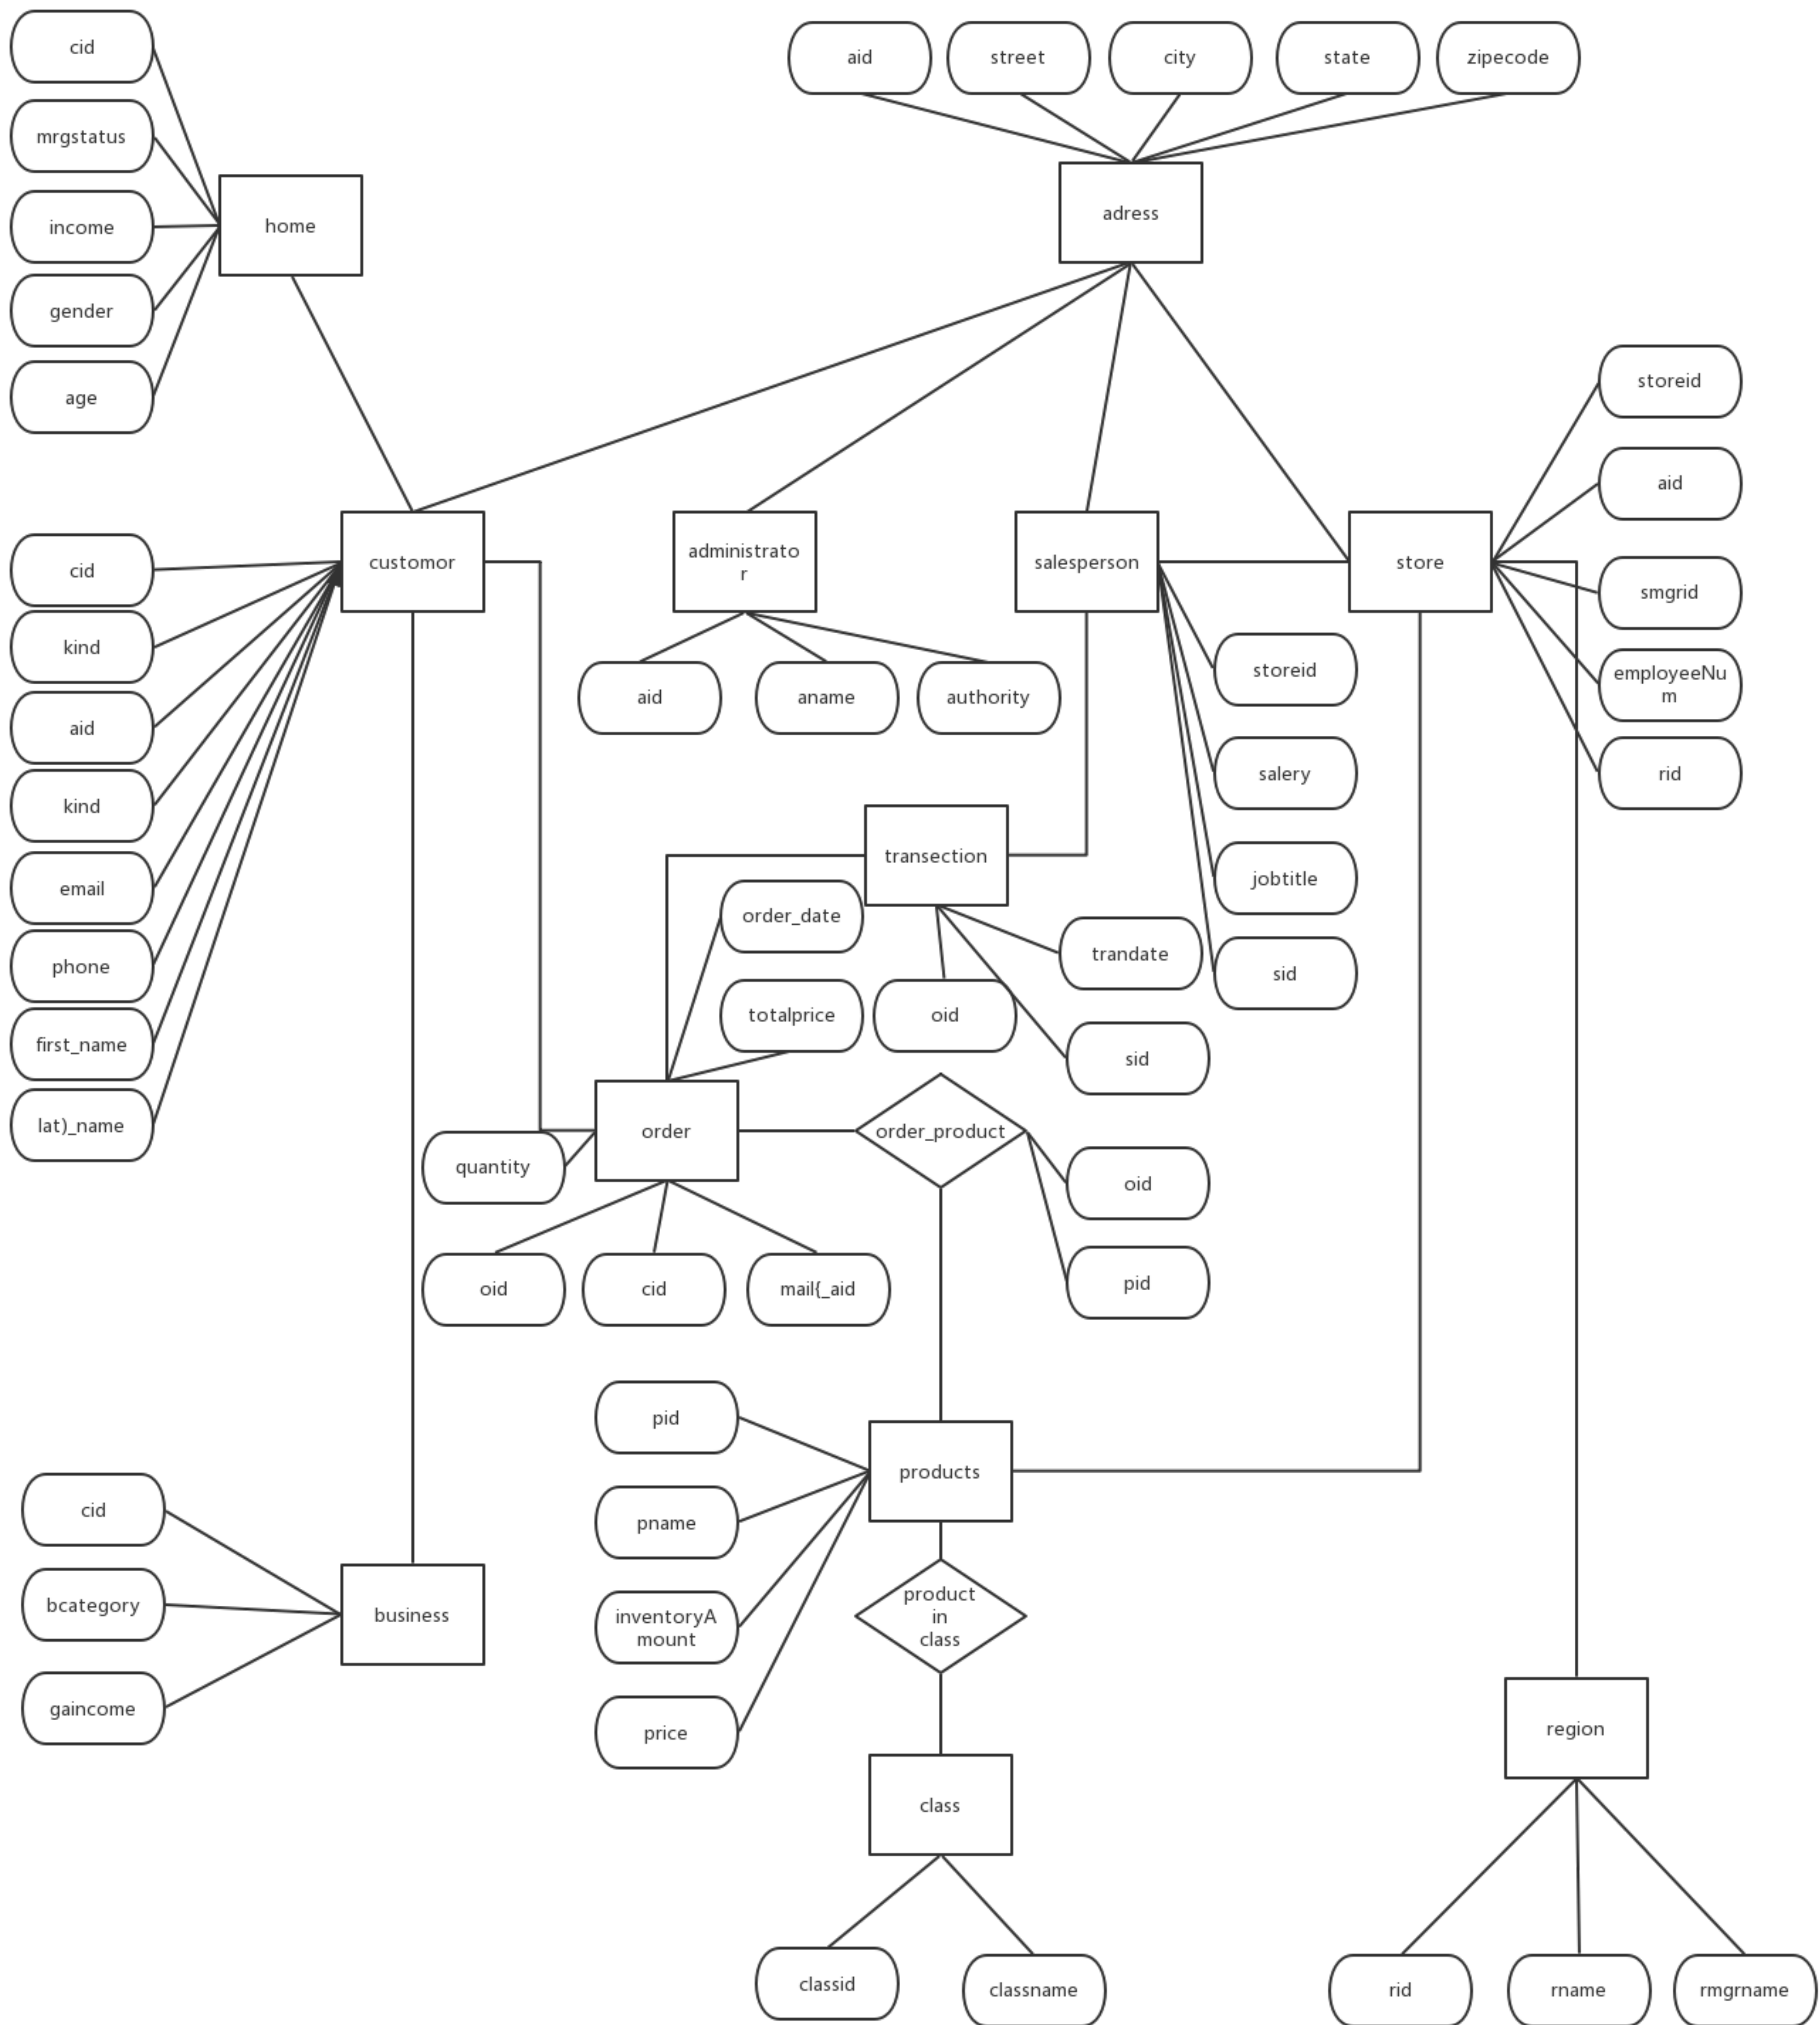 cid
aid
street
city
state
zipecode
mrgstatus
adress
home
income
gender
age
storeid
aid
customor
administrato
r
salesperson
store
cid
smgrid
kind
storeid
employeeNu
m
aid
aname
authority
aid
salery
rid
kind
transection
email
jobtitle
order_date
phone
trandate
sid
totalprice
oid
first_name
sid
lat)_name
order
order_product
quantity
oid
oid
cid
mail{_aid
pid
pid
products
cid
pname
bcategory
business
inventoryA
mount
product
in
class
gaincome
price
region
class
classid
classname
rid
rname
rmgrname